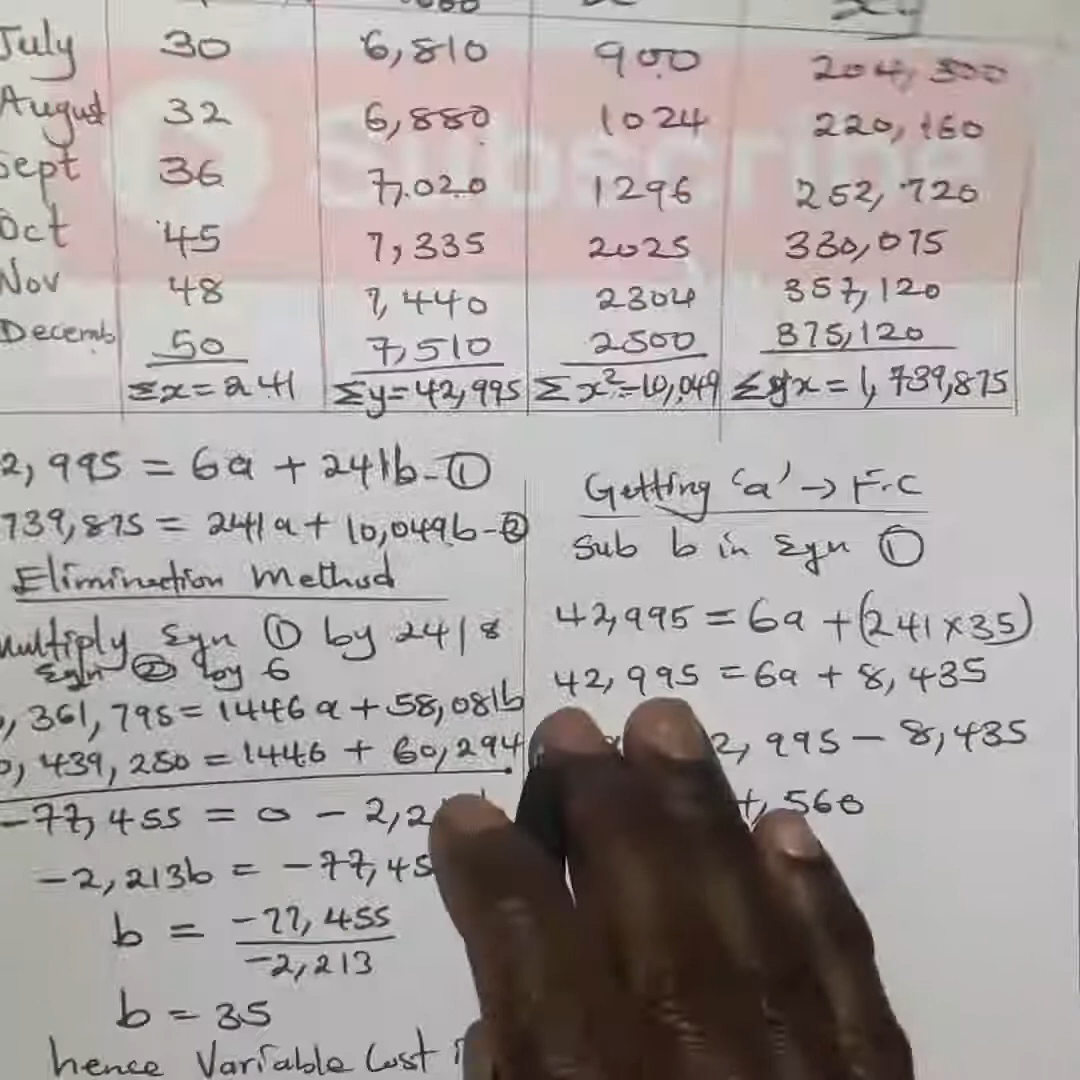 July 30 6,810 900 204,300
August 32 6,880 1024 220,160
Sept 36 7,020 1296 252,720
Oct 45 7,335 2025 330,075
Nov 48 7,440 2304 357,120
Decemb 50 7,510 2500 375,120
Σx=241 Σy=42,995 Σx²=10,049 Σyx=1,739,875
2,995 = 6a + 241b-①
739,875 = 241a + 10,049b-②
Elimination Method
Multiply Eqn ① by 241 &
Eqn ② by 6
,361,795 = 1446a + 58,081b
,439,250 = 1446 + 60,294
-77,455 = 0 - 2,2
-2,213b = -77,45
b = -77,455
-2,213
b = 35
hence Variable Cost
Getting 'a' → F.C
Sub b in Eqn ①
42,995 = 6a + (241x35)
42,995 = 6a + 8,435
2,995 - 8,435
,560
Subscribe